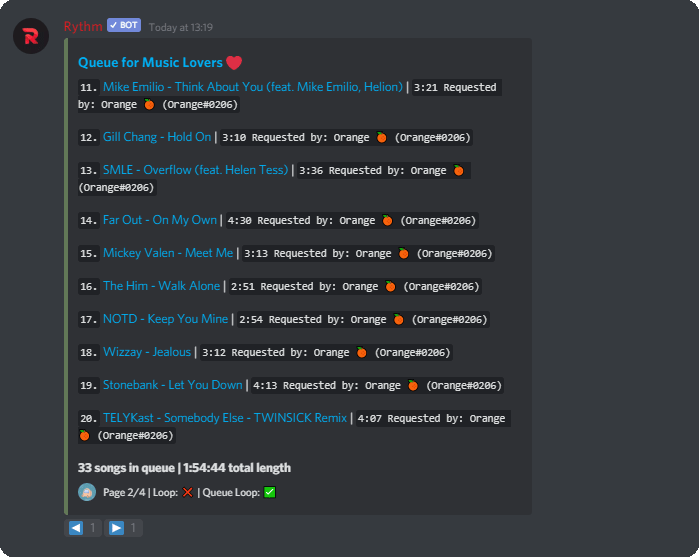 Rythm ✓ BOT Today at 13:19
Queue for Music Lovers ❤️
11. Mike Emilio - Think About You (feat. Mike Emilio, Helion) | 3:21 Requested
by: Orange 🍊 (Orange#0206)
12. Gill Chang - Hold On | 3:10 Requested by: Orange 🍊 (Orange#0206)
13. SMLE - Overflow (feat. Helen Tess) | 3:36 Requested by: Orange 🍊
(Orange#0206)
14. Far Out - On My Own | 4:30 Requested by: Orange 🍊 (Orange#0206)
15. Mickey Valen - Meet Me | 3:13 Requested by: Orange 🍊 (Orange#0206)
16. The Him - Walk Alone | 2:51 Requested by: Orange 🍊 (Orange#0206)
17. NOTD - Keep You Mine | 2:54 Requested by: Orange 🍊 (Orange#0206)
18. Wizzay - Jealous | 3:12 Requested by: Orange 🍊 (Orange#0206)
19. Stonebank - Let You Down | 4:13 Requested by: Orange 🍊 (Orange#0206)
20. TELYKast - Somebody Else - TWINSICK Remix | 4:07 Requested by: Orange
🍊 (Orange#0206)
33 songs in queue | 1:54:44 total length
Page 2/4 | Loop: ❌ | Queue Loop: ✅
◀ 1 ▶ 1